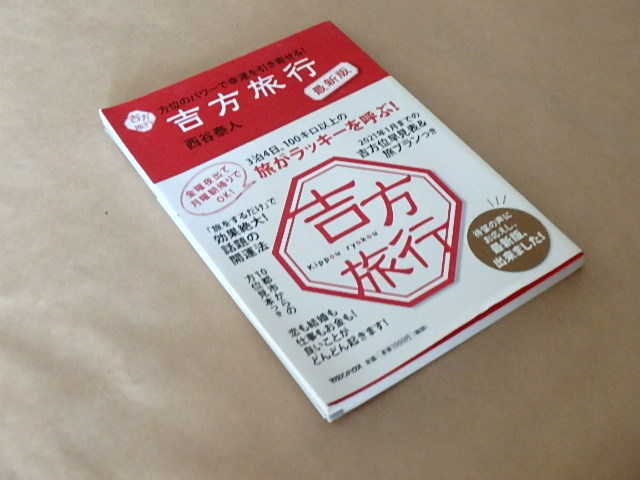 方位のパワーで幸運を引き寄せる!
吉方
旅行
吉方旅行
最新版
西谷泰人
3泊4日、100キロ以上の
旅がラッキーを呼ぶ!
金曜夜出て
月曜朝帰りで
OK!
2021年1月までの
吉方位早見表&
旅プランつき
「旅をするだけ」で
効果絶大!
話題の
開運法
吉方
旅行
Kippou ryokou
待望の声に
お応えし、
最新版、
出来ました!
10都市からの
方位見本つき
恋も結婚も
仕事もお金も!
良いことが
どんどん起きます!